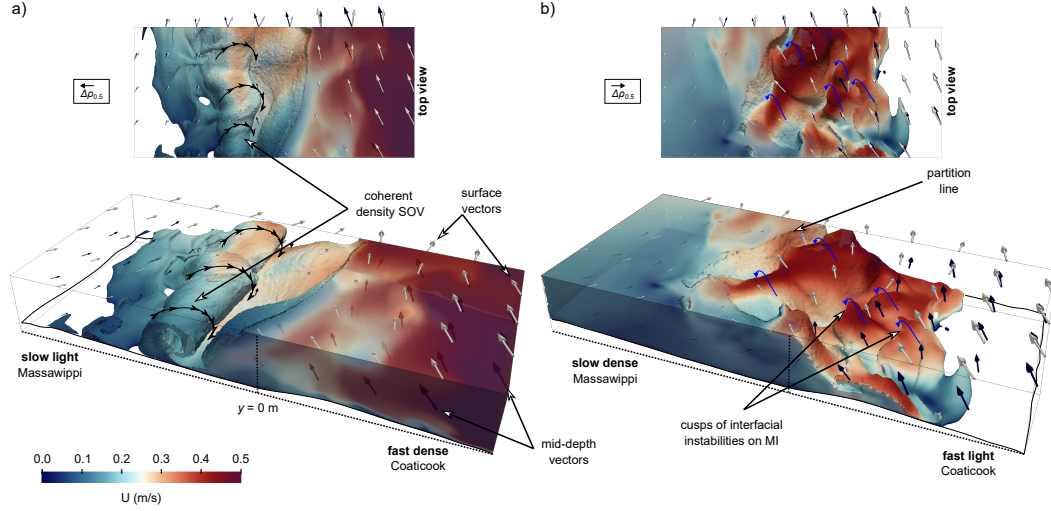 a)
b)
Δρ0.5
top view
Δρ0.5
top view
coherent
density SOV
surface
vectors
partition
line
slow light
Massawippi
y = 0 m
fast dense
Coaticook
mid-depth
vectors
slow dense
Massawippi
cusps of interfacial
instabilities on MI
fast light
Coaticook
0.0 0.1 0.2 0.3 0.4 0.5
U (m/s)